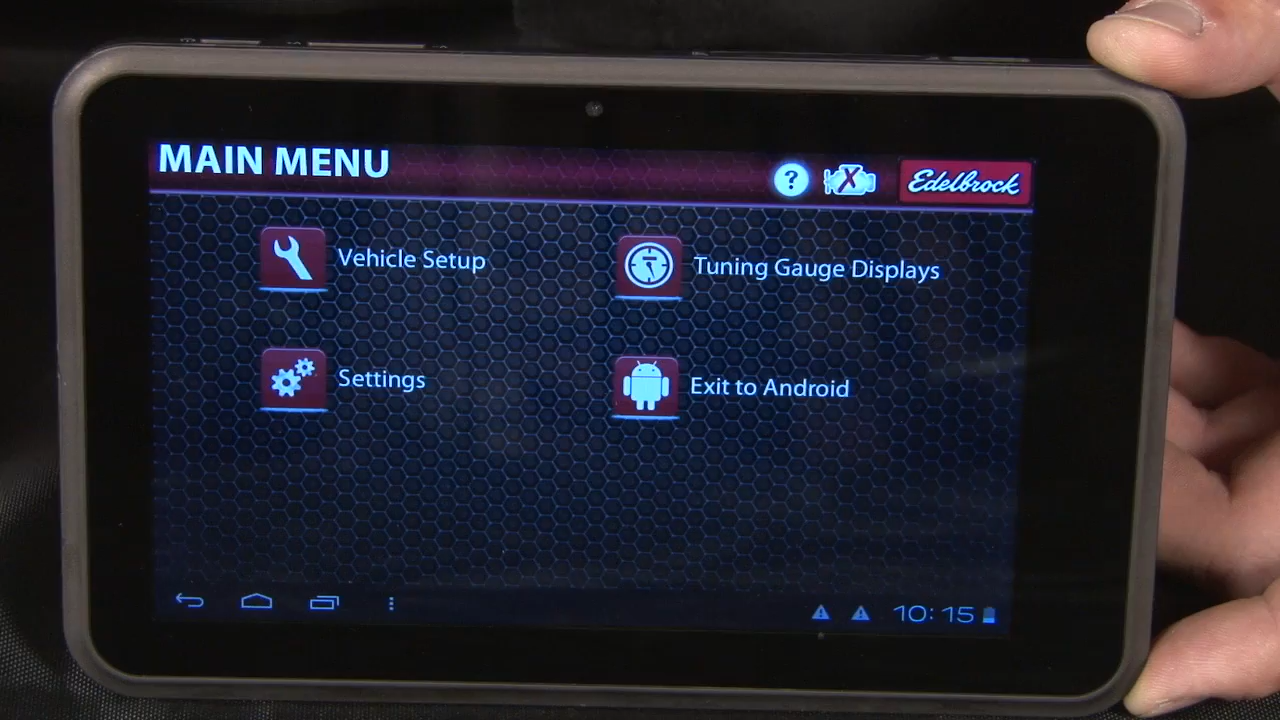 MAIN MENU
? X Edelbrock
Vehicle Setup
Tuning Gauge Displays
Settings
Exit to Android
10:15